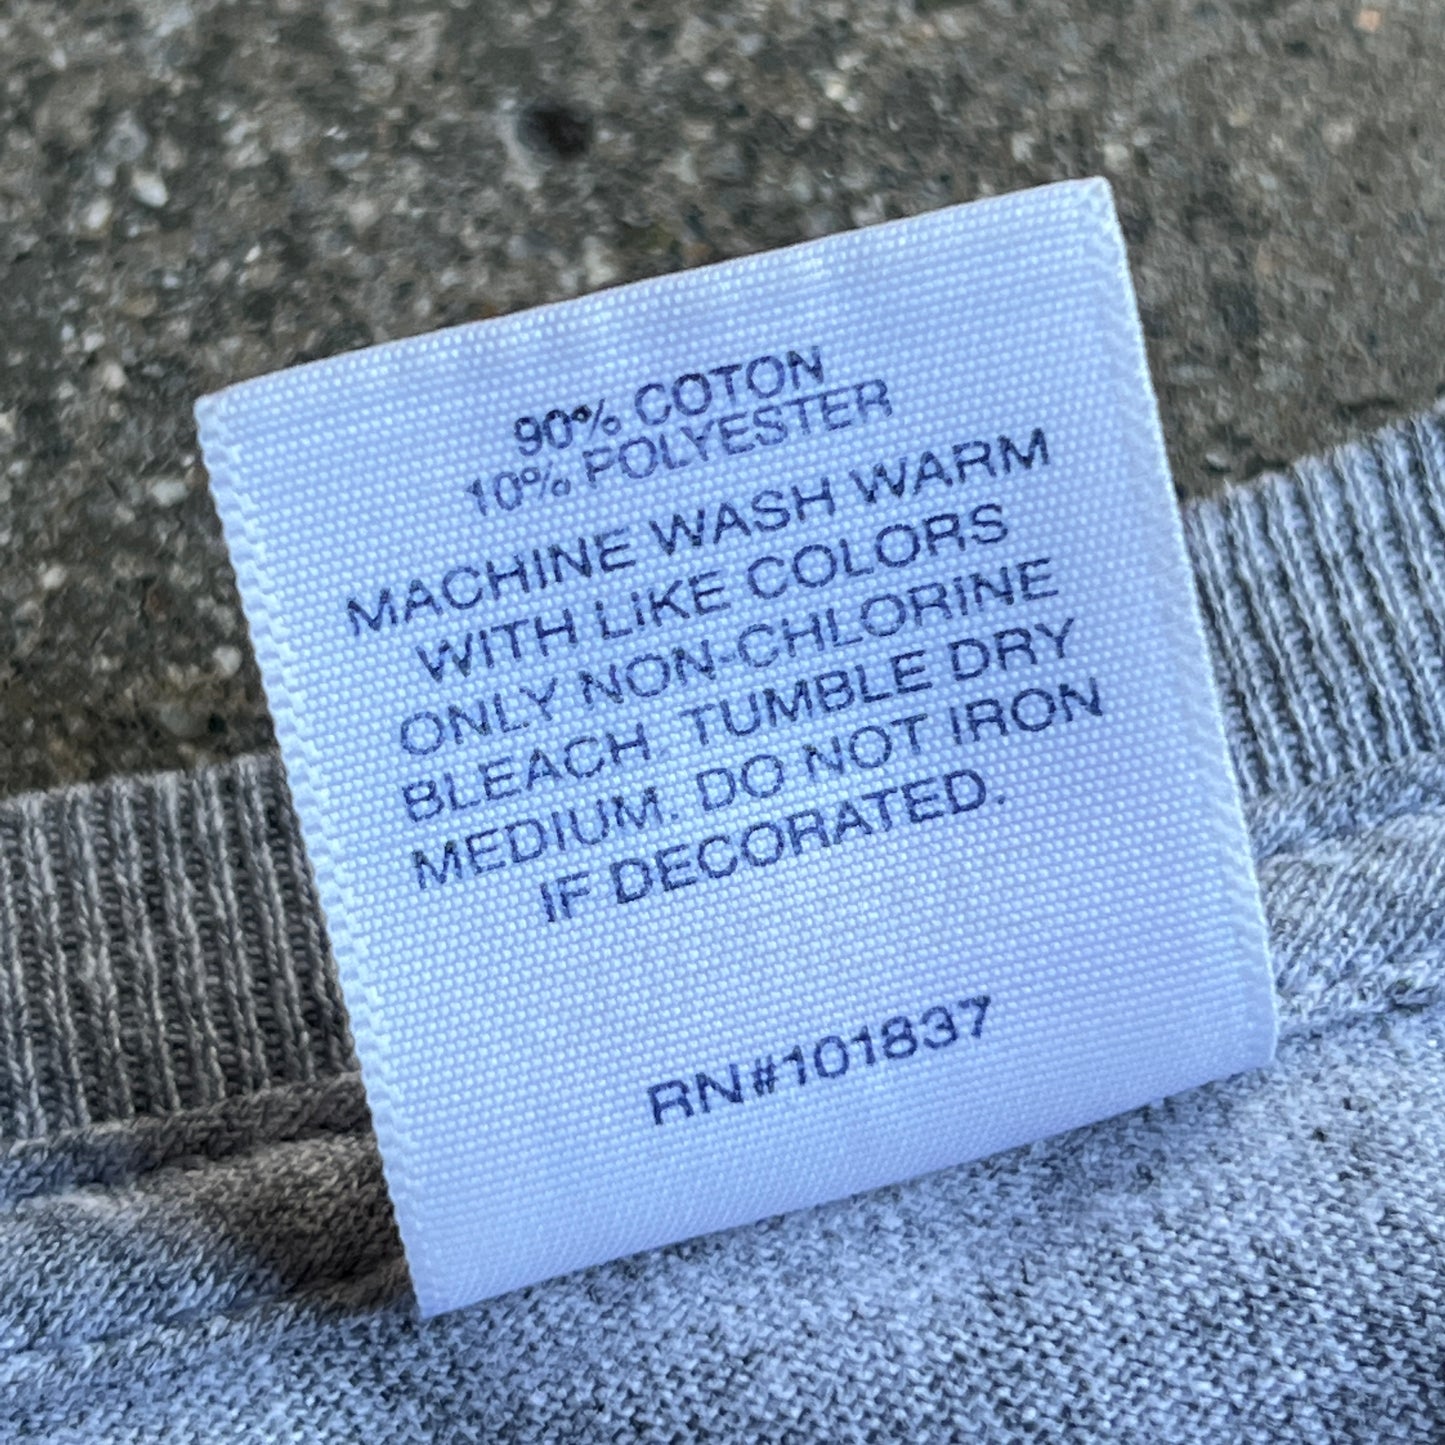 90% COTON
10% POLYESTER
MACHINE WASH WARM
WITH LIKE COLORS
ONLY NON-CHLORINE
BLEACH. TUMBLE DRY
MEDIUM. DO NOT IRON
IF DECORATED.
RN#101837